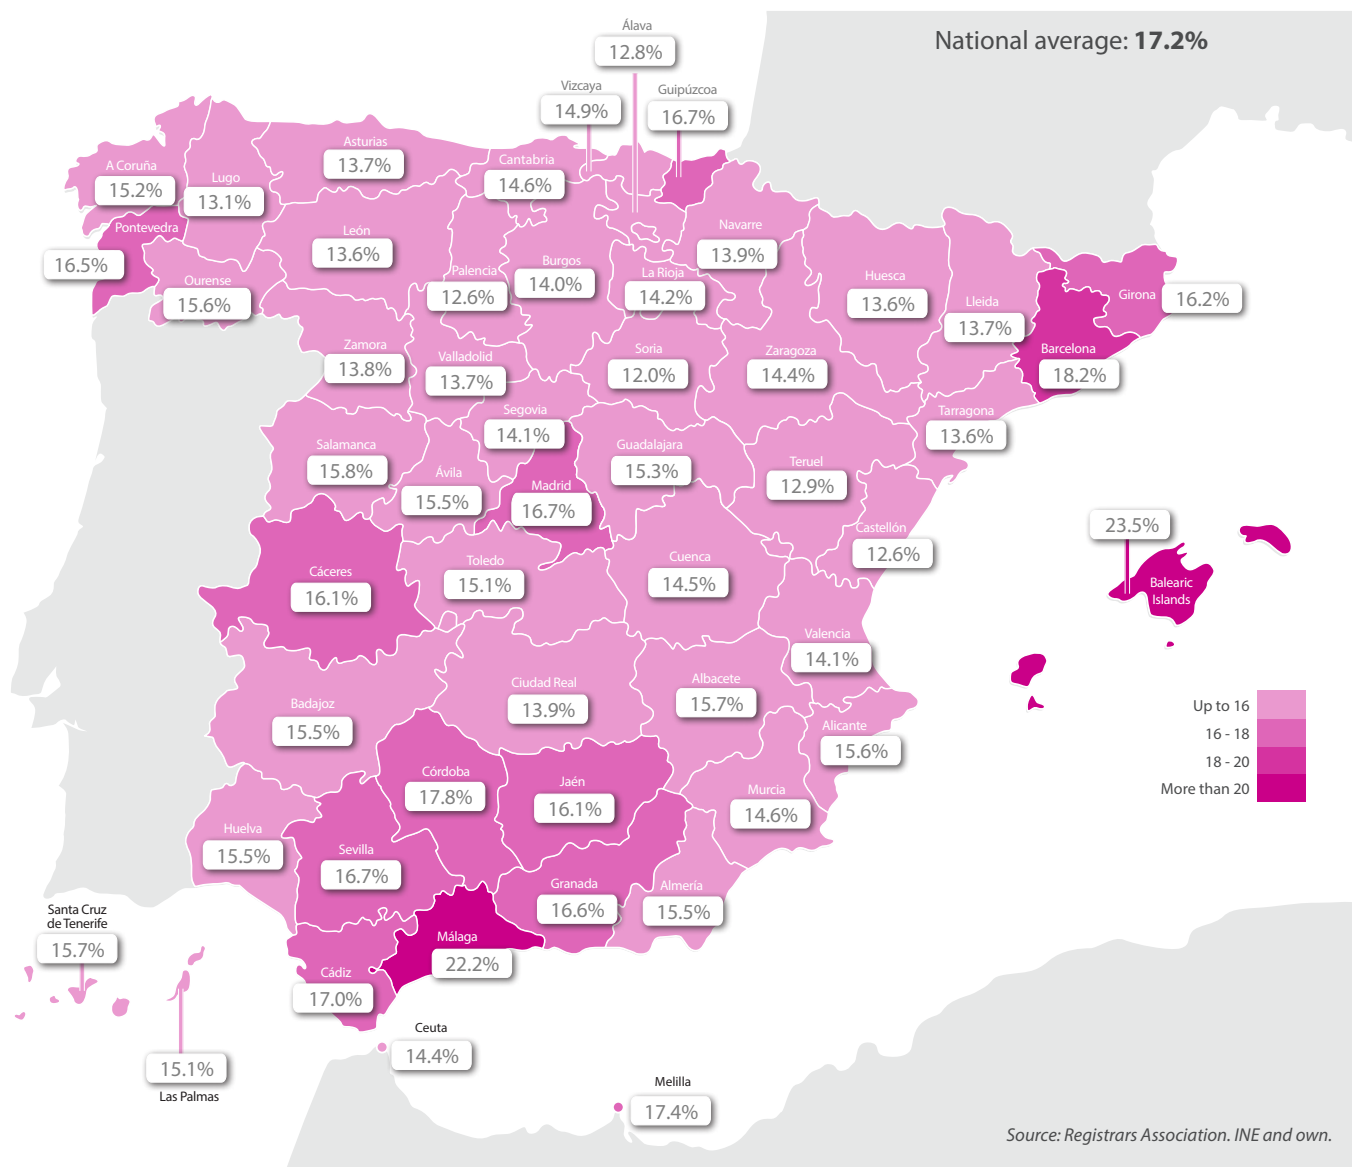 National average: 17.2%
Álava
12.8%
Vizcaya
14.9%
Guipúzcoa
16.7%
Asturias
13.7%
Cantabria
14.6%
A Coruña
15.2%
Lugo
13.1%
Pontevedra
16.5%
Ourense
15.6%
León
13.6%
Palencia
12.6%
Burgos
14.0%
La Rioja
14.2%
Navarre
13.9%
Huesca
13.6%
Lleida
13.7%
Girona
16.2%
Barcelona
18.2%
Zamora
13.8%
Valladolid
13.7%
Soria
12.0%
Zaragoza
14.4%
Tarragona
13.6%
Segovia
14.1%
Salamanca
15.8%
Ávila
15.5%
Madrid
16.7%
Guadalajara
15.3%
Teruel
12.9%
Castellón
12.6%
23.5%
Balearic
Islands
Cáceres
16.1%
Toledo
15.1%
Cuenca
14.5%
Valencia
14.1%
Badajoz
15.5%
Ciudad Real
13.9%
Albacete
15.7%
Alicante
15.6%
Up to 16
16 - 18
18 - 20
More than 20
Córdoba
17.8%
Jaén
16.1%
Murcia
14.6%
Huelva
15.5%
Sevilla
16.7%
Granada
16.6%
Almería
15.5%
Santa Cruz
de Tenerife
15.7%
Málaga
22.2%
Cádiz
17.0%
Ceuta
14.4%
15.1%
Las Palmas
Melilla
17.4%
Source: Registrars Association. INE and own.